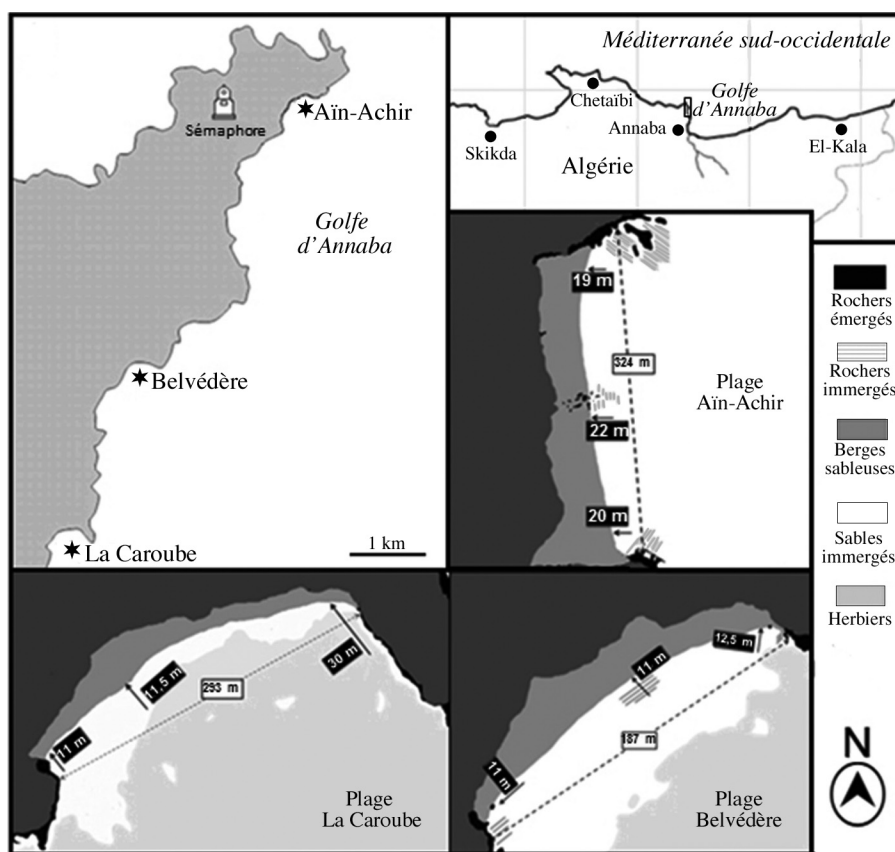 Sémaphore
Aïn-Achir
Golfe
d'Annaba
Belvédère
La Caroube
1 km
Méditerranée sud-occidentale
Chetaïbi
Golfe
d'Annaba
Annaba
Skikda
El-Kala
Algérie
19 m
324 m
Plage
Aïn-Achir
22 m
20 m
Rochers
émergés
Rochers
immergés
Berges
sableuses
Sables
immergés
Herbiers
11 m
11,5 m
293 m
30 m
Plage
La Caroube
12,5 m
11 m
187 m
11 m
Plage
Belvédère
N